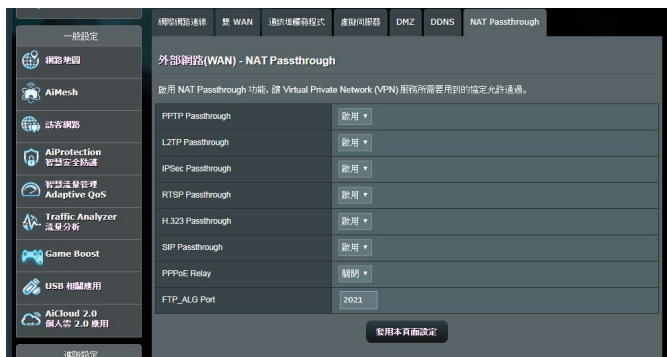 網際網路連線 雙 WAN 通訊埠觸發程式 虛擬伺服器 DMZ DDNS NAT Passthrough
一般設定
網路地圖
AiMesh
訪客網路
AiProtection
智慧安全防護
智慧流量管理
Adaptive QoS
Traffic Analyzer
流量分析
Game Boost
USB 相關應用
AiCloud 2.0
個人雲 2.0 應用
進階設定
外部網路(WAN) - NAT Passthrough
啟用 NAT Passthrough 功能, 讓 Virtual Private Network (VPN) 服務所需要用到的協定允許通過。
PPTP Passthrough 啟用
L2TP Passthrough 啟用
IPSec Passthrough 啟用
RTSP Passthrough 啟用
H.323 Passthrough 啟用
SIP Passthrough 啟用
PPPoE Relay 關閉
FTP_ALG Port 2021
套用本頁面設定